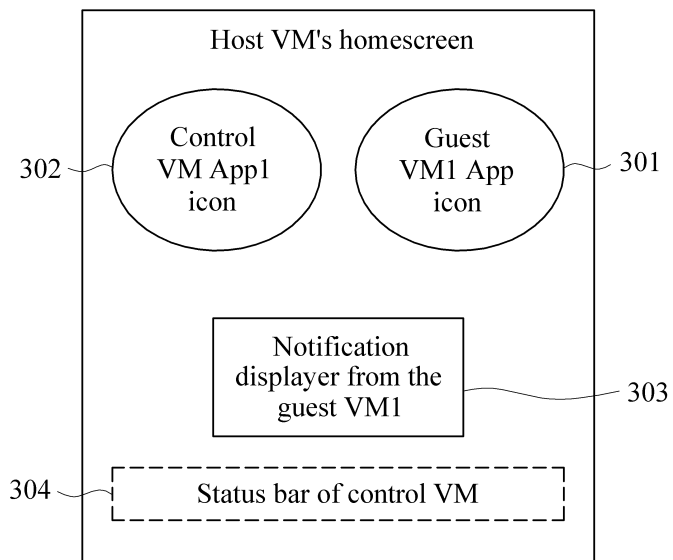 Host VM's homescreen
Control
VM App1
icon
Guest
VM1 App
icon
302
301
Notification
displayer from the
guest VM1
303
304
Status bar of control VM